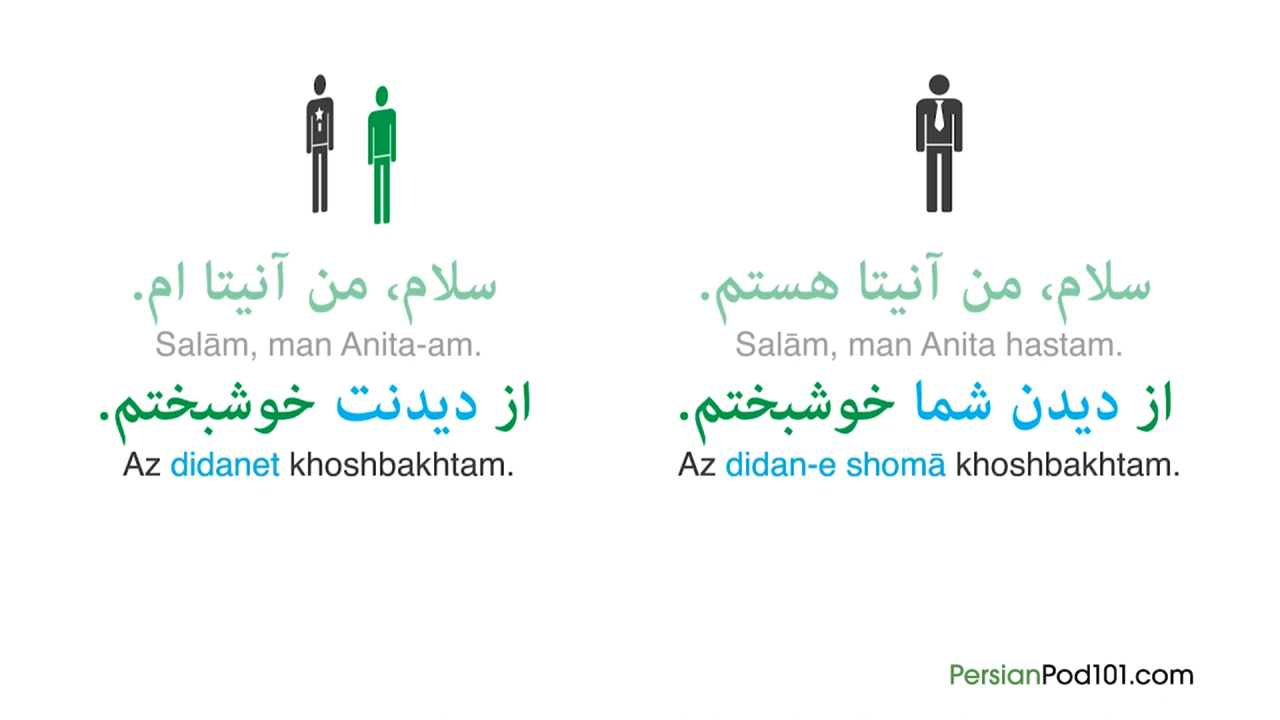 سلام، من آنیتا ام.
Salām, man Anita-am.
از دیدنت خوشبختم.
Az didanet khoshbakhtam.
سلام، من آنیتا هستم.
Salām, man Anita hastam.
از دیدن شما خوشبختم.
Az didan-e shomā khoshbakhtam.
PersianPod101.com